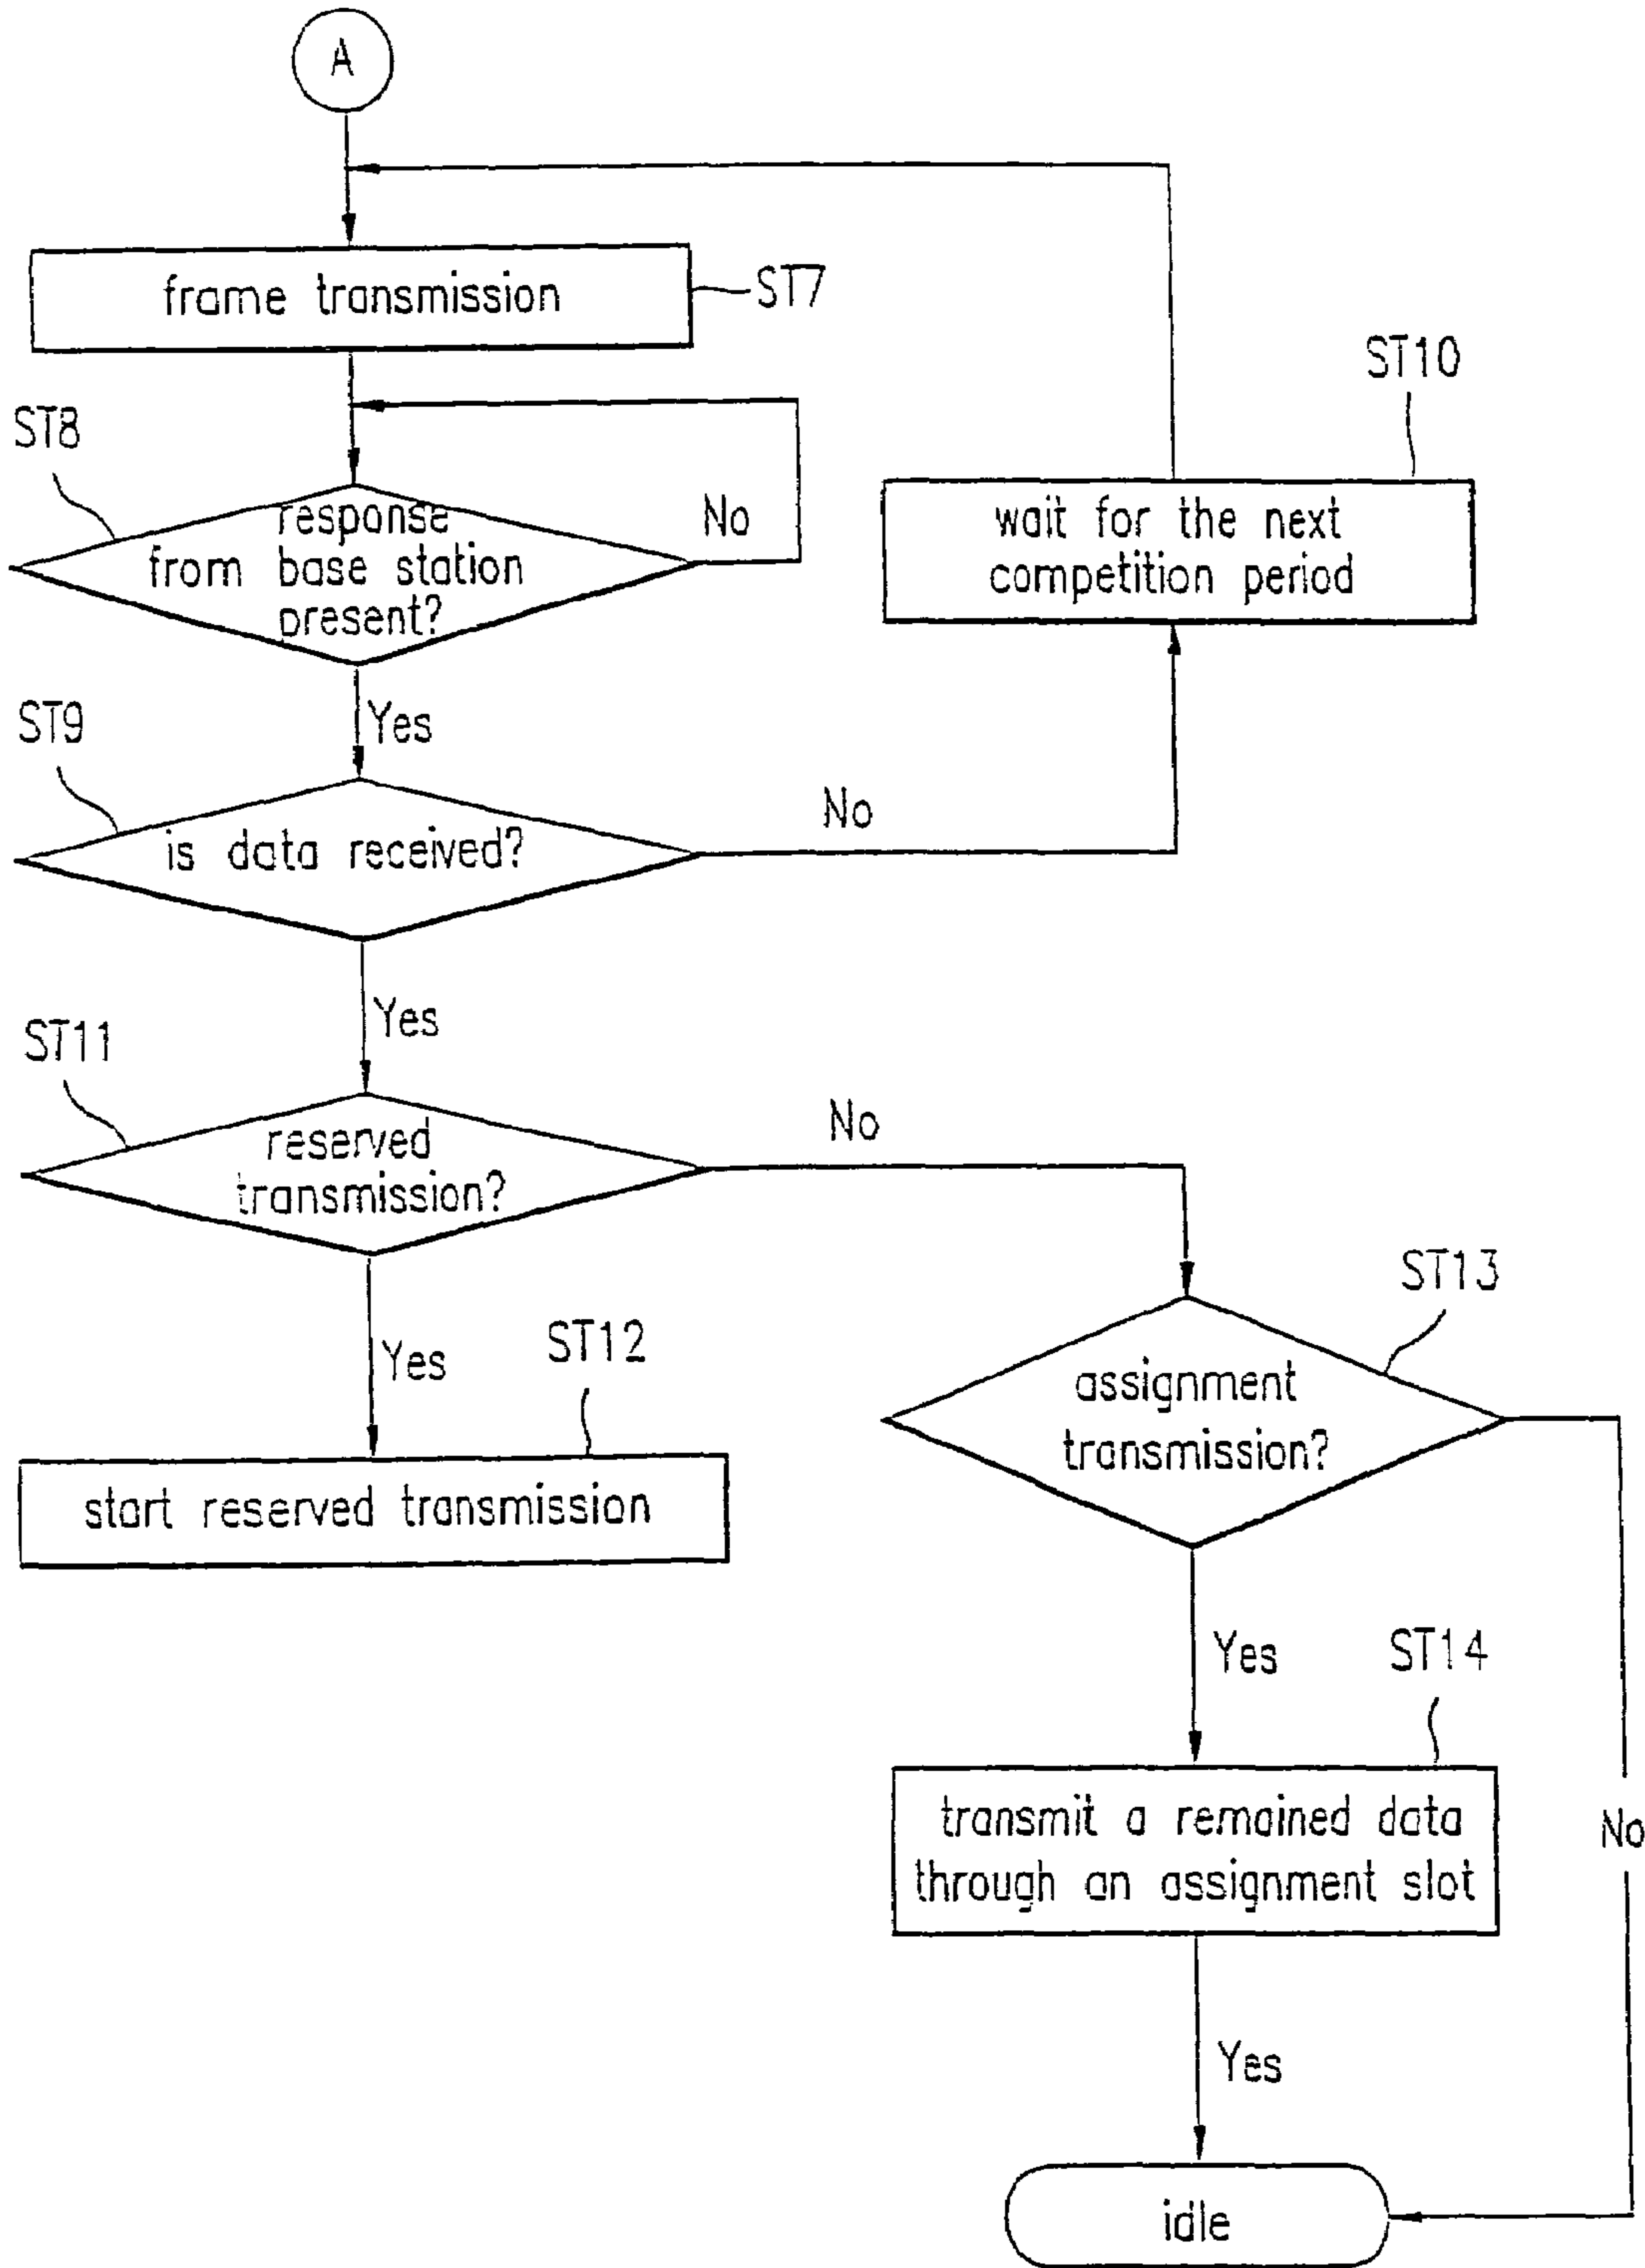 A
frame transmission
ST7
ST10
ST8
response
from base station
present?
No
wait for the next
competition period
Yes
ST9
is data received?
No
Yes
ST11
reserved
transmission?
No
ST13
ST12
Yes
assignment
transmission?
start reserved transmission
Yes
ST14
transmit a remained data
through an assignment slot
No
Yes
idle